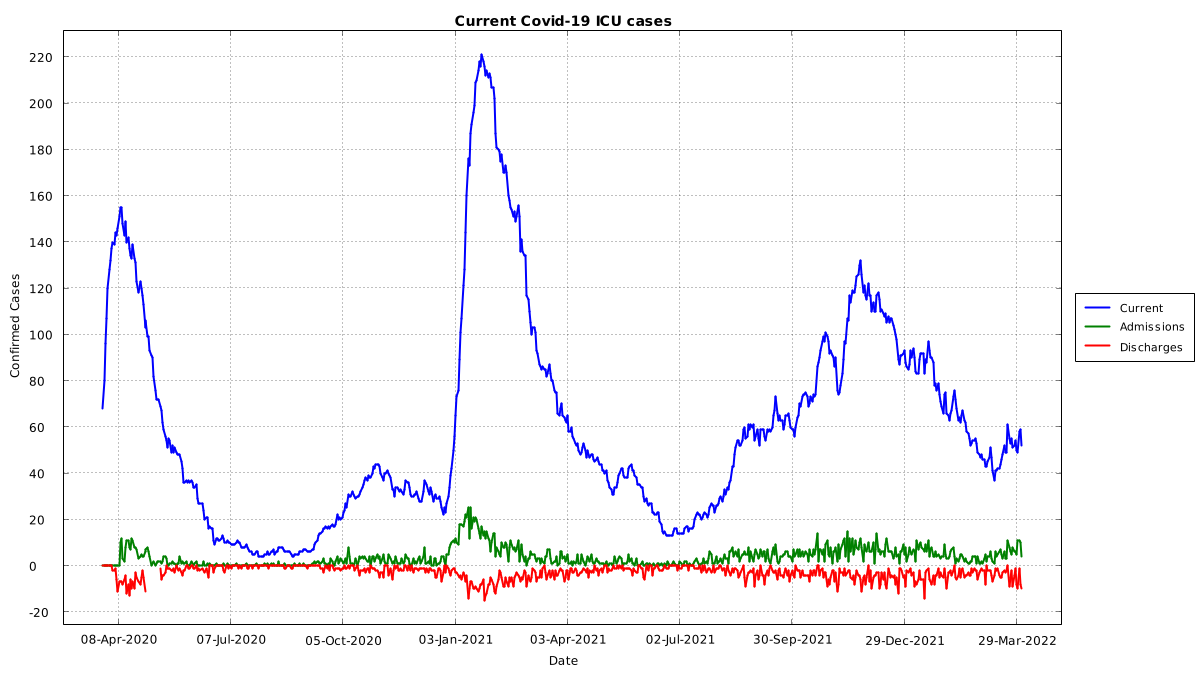 Current Covid-19 ICU cases
220
200
180
160
140
120
100
80
60
40
20
0
-20
Confirmed Cases
08-Apr-2020 07-Jul-2020 05-Oct-2020 03-Jan-2021 03-Apr-2021 02-Jul-2021 30-Sep-2021 29-Dec-2021 29-Mar-2022
Date
Current
Admissions
Discharges